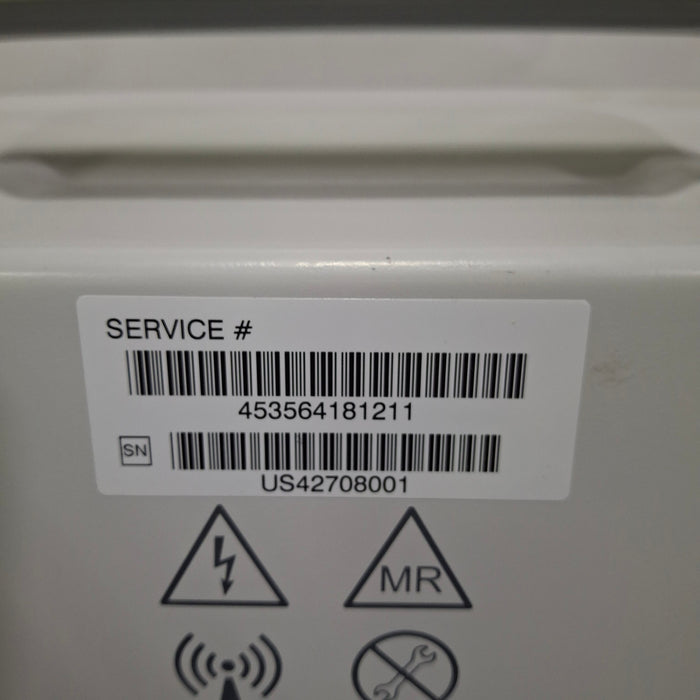 SERVICE #
453564181211
SN
US42708001
MR